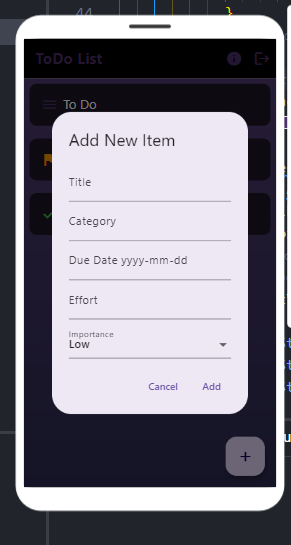 44
}
ToDo List
To Do
Add New Item
Title
Category
Due Date yyyy-mm-dd
Effort
Importance
Low
Cancel
Add
+